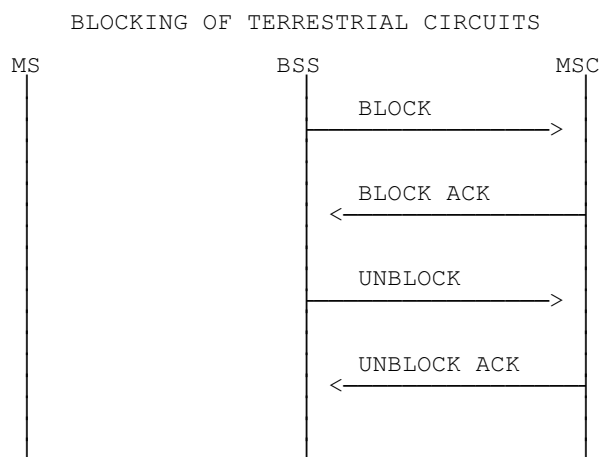 BLOCKING OF TERRESTRIAL CIRCUITS
MS BSS MSC
BLOCK
BLOCK ACK
UNBLOCK
UNBLOCK ACK